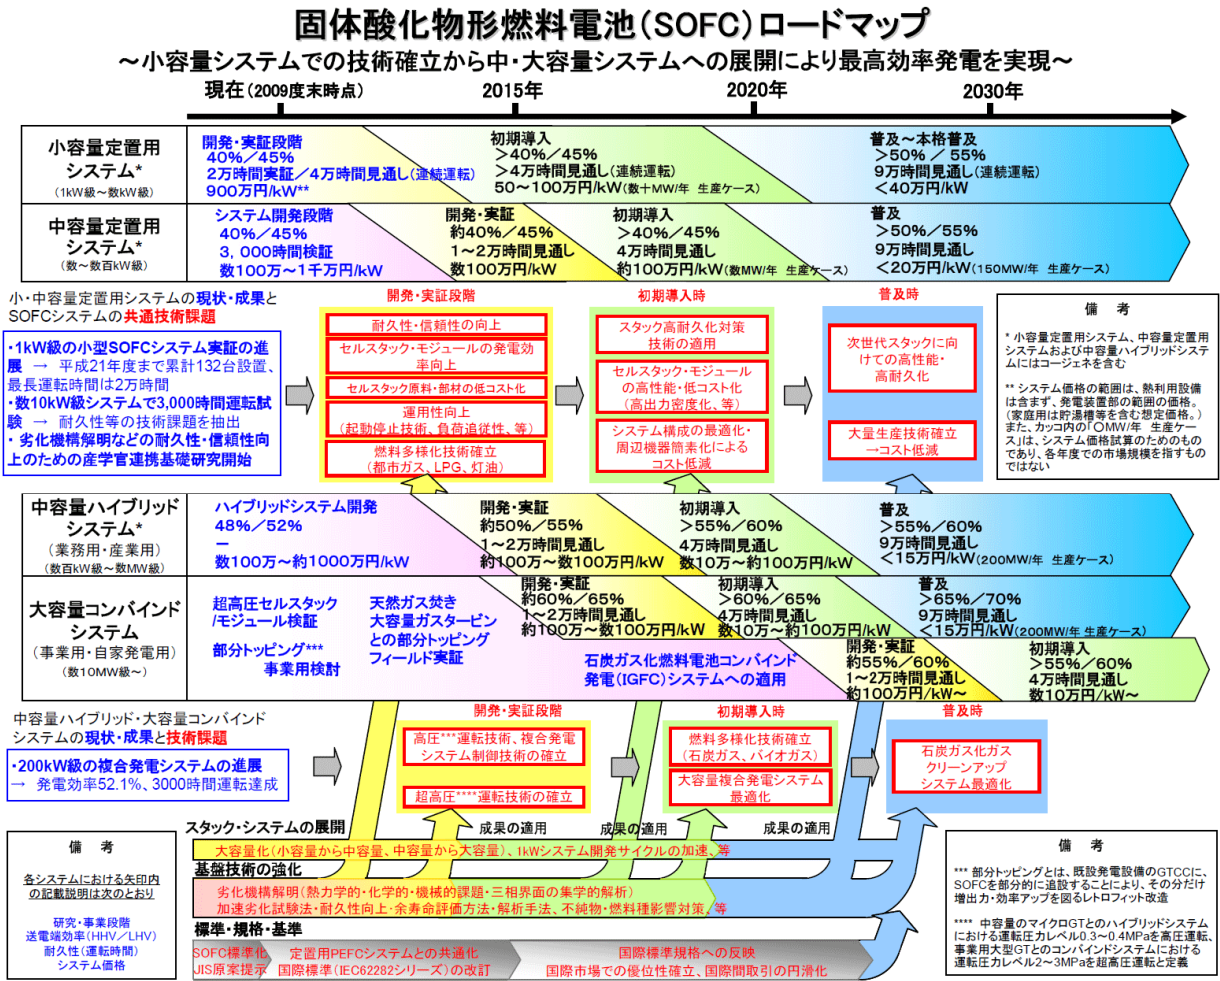 固体酸化物形燃料電池(SOFC)ロードマップ
～小容量システムでの技術確立から中・大容量システムへの展開により最高効率発電を実現～
現在(2009度末時点)
2015年
2020年
2030年
小容量定置用
システム*
(1kW級～数kW級)
開発・実証段階
40%／45%
2万時間実証／4万時間見通し(連続運転)
900万円/kW**
初期導入
＞40%／45%
＞4万時間見通し(連続運転)
50～100万円/kW(数十MW/年 生産ケース)
普及～本格普及
＞50% ／ 55%
9万時間見通し(連続運転)
＜40万円/kW
中容量定置用
システム*
(数～数百kW級)
システム開発段階
40%／45%
3, 000時間検証
数100万～1千万円/kW
開発・実証
約40%／45%
1～2万時間見通し
数100万円/kW
初期導入
＞40%／45%
4万時間見通し
約100万円/kW(数MW/年 生産ケース)
普及
＞50%／55%
9万時間見通し
＜20万円/kW(150MW/年 生産ケース)
小・中容量定置用システムの現状・成果と
SOFCシステムの共通技術課題
・1kW級の小型SOFCシステム実証の進
展 → 平成21年度まで累計132台設置、
最長運転時間は2万時間
・数10kW級システムで3,000時間運転試
験 → 耐久性等の技術課題を抽出
・劣化機構解明などの耐久性・信頼性向
上のための産学官連携基礎研究開始
開発・実証段階
耐久性・信頼性の向上
セルスタック・モジュールの発電効
率向上
セルスタック原料・部材の低コスト化
運用性向上
(起動停止技術、負荷追従性、等)
燃料多様化技術確立
(都市ガス、LPG、灯油)
初期導入時
スタック高耐久化対策
技術の適用
セルスタック・モジュール
の高性能・低コスト化
(高出力密度化、等)
システム構成の最適化・
周辺機器簡素化による
コスト低減
普及時
次世代スタックに向
けての高性能・
高耐久化
大量生産技術確立
→コスト低減
備 考
* 小容量定置用システム、中容量定置用
システムおよび中容量ハイブリッドシステ
ムにはコージェネを含む
** システム価格の範囲は、熱利用設備
は含まず、発電装置部の範囲の価格。
(家庭用は貯湯槽等を含む想定価格。)
また、カッコ内の「〇MW/年 生産ケー
ス」は、システム価格試算のためのもの
であり、各年度での市場規模を指すもの
ではない
中容量ハイブリッド
システム*
(業務用・産業用)
(数百kW級～数MW級)
ハイブリッドシステム開発
48%／52%
―
数100万～約1000万円/kW
開発・実証
約50%／55%
1～2万時間見通し
約100万～数100万円/kW
初期導入
＞55%／60%
4万時間見通し
数10万～約100万円/kW
普及
＞55%／60%
9万時間見通し
＜15万円/kW(200MW/年 生産ケース)
大容量コンバインド
システム
(事業用・自家発電用)
(数10MW級～)
超高圧セルスタック
/モジュール検証
部分トッピング***
事業用検討
天然ガス焚き
大容量ガスタービン
との部分トッピング
フィールド実証
開発・実証
約60%／65%
1～2万時間見通し
約100万～数100万円/kW
初期導入
＞60%／65%
4万時間見通し
数10万～約100万円/kW
普及
＞65%／70%
9万時間見通し
＜15万円/kW(200MW/年 生産ケース)
石炭ガス化燃料電池コンバインド
発電(IGFC)システムへの適用
開発・実証
約55%／60%
1～2万時間見通し
約100万円/kW～
初期導入
＞55%／60%
4万時間見通し
数10万円/kW～
中容量ハイブリッド・大容量コンバインド
システムの現状・成果と技術課題
・200kW級の複合発電システムの進展
→ 発電効率52.1%、3000時間運転達成
開発・実証段階
高圧***運転技術、複合発電
システム制御技術の確立
超高圧****運転技術の確立
初期導入時
燃料多様化技術確立
(石炭ガス、バイオガス)
大容量複合発電システム
最適化
普及時
石炭ガス化ガス
クリーンアップ
システム最適化
備 考
各システムにおける矢印内
の記載説明は次のとおり
研究・事業段階
送電端効率(HHV／LHV)
耐久性(運転時間)
システム価格
スタック・システムの展開
成果の適用
成果の適用
成果の適用
大容量化(小容量から中容量、中容量から大容量)、1kWシステム開発サイクルの加速、等
基盤技術の強化
劣化機構解明(熱力学的・化学的・機械的課題・三相界面の集学的解析)
加速劣化試験法・耐久性向上・余寿命評価方法・解析手法、不純物・燃料種影響対策、等
標準・規格・基準
SOFC標準化
JIS原案提示
定置用PEFCシステムとの共通化
国際標準(IEC62282シリーズ)の改訂
国際標準規格への反映
国際市場での優位性確立、国際間取引の円滑化
備 考
*** 部分トッピングとは、既設発電設備のGTCCに、
SOFCを部分的に追設することにより、その分だけ
増出力・効率アップを図るレトロフィット改造
**** 中容量のマイクロGTとのハイブリッドシステム
における運転圧力レベル0.3～0.4MPaを高圧運転、
事業用大型GTとのコンバインドシステムにおける
運転圧力レベル2～3MPaを超高圧運転と定義